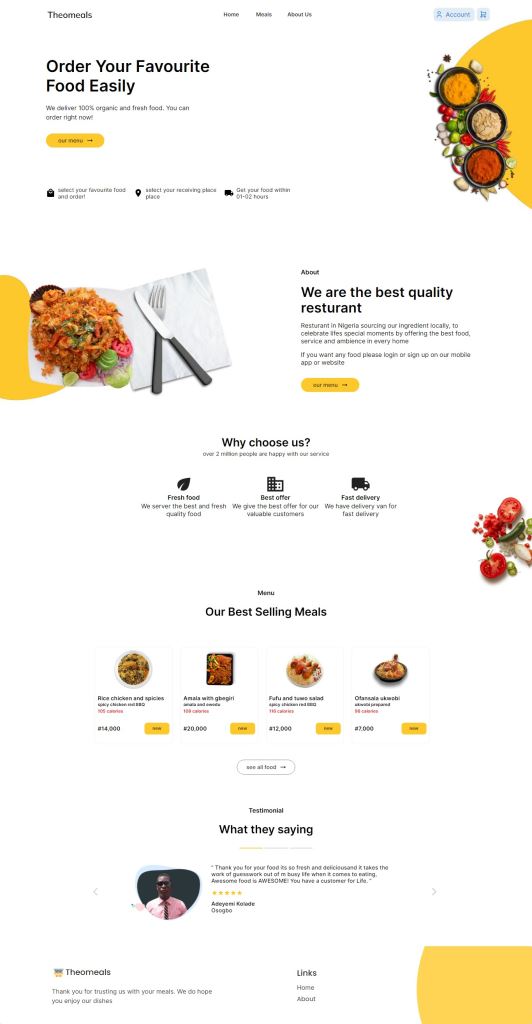 Theomeals
Home
Meals
About Us
Account
Order Your Favourite
Food Easily
We deliver 100% organic and fresh food. You can
order right now!
our menu →
select your favourite food
and order!
select your receiving place
place
Get your food within
01-02 hours
About
We are the best quality
resturant
Resturant in Nigeria sourcing our ingredient locally, to
celebrate lifes special moments by offering the best food,
service and ambience in every home
If you want any food please login or sign up on our mobile
app or website
our menu →
Why choose us?
over 2 million people are happy with our service
Fresh food
We server the best and fresh
quality food
Best offer
We give the best offer for our
valuable customers
Fast delivery
We have delivery van for
fast delivery
Menu
Our Best Selling Meals
Rice chicken and spicies
spicy chicken red BBQ
105 calories
#14,000
new
Amala with gbegiri
amala and ewedu
109 calories
#20,000
new
Fufu and tuwo salad
spicy chicken red BBQ
116 calories
#12,000
new
Ofansala ukwobi
ukwobi prepared
98 calories
#7,000
new
see all food →
Testimonial
What they saying
" Thank you for your food its so fresh and deliciousand it takes the
work of guesswork out of m busy life when it comes to eating.
Awesome food is AWESOME! You have a customer for Life. "
Adeyemi Kolade
Osogbo
Theomeals
Thank you for trusting us with your meals. We do hope
you enjoy our dishes
Links
Home
About